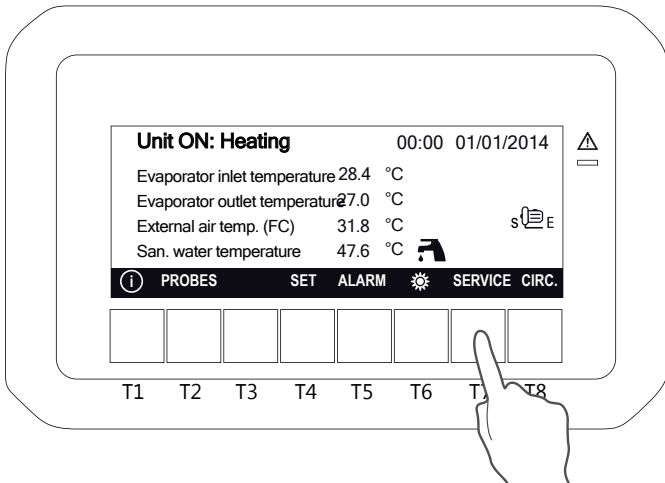 Unit ON: Heating 00:00 01/01/2014
Evaporator inlet temperature 28.4 °C
Evaporator outlet temperature 27.0 °C
External air temp. (FC) 31.8 °C
S E
San. water temperature 47.6 °C
i PROBES SET ALARM SERVICE CIRC.
T1 T2 T3 T4 T5 T6 T7 T8